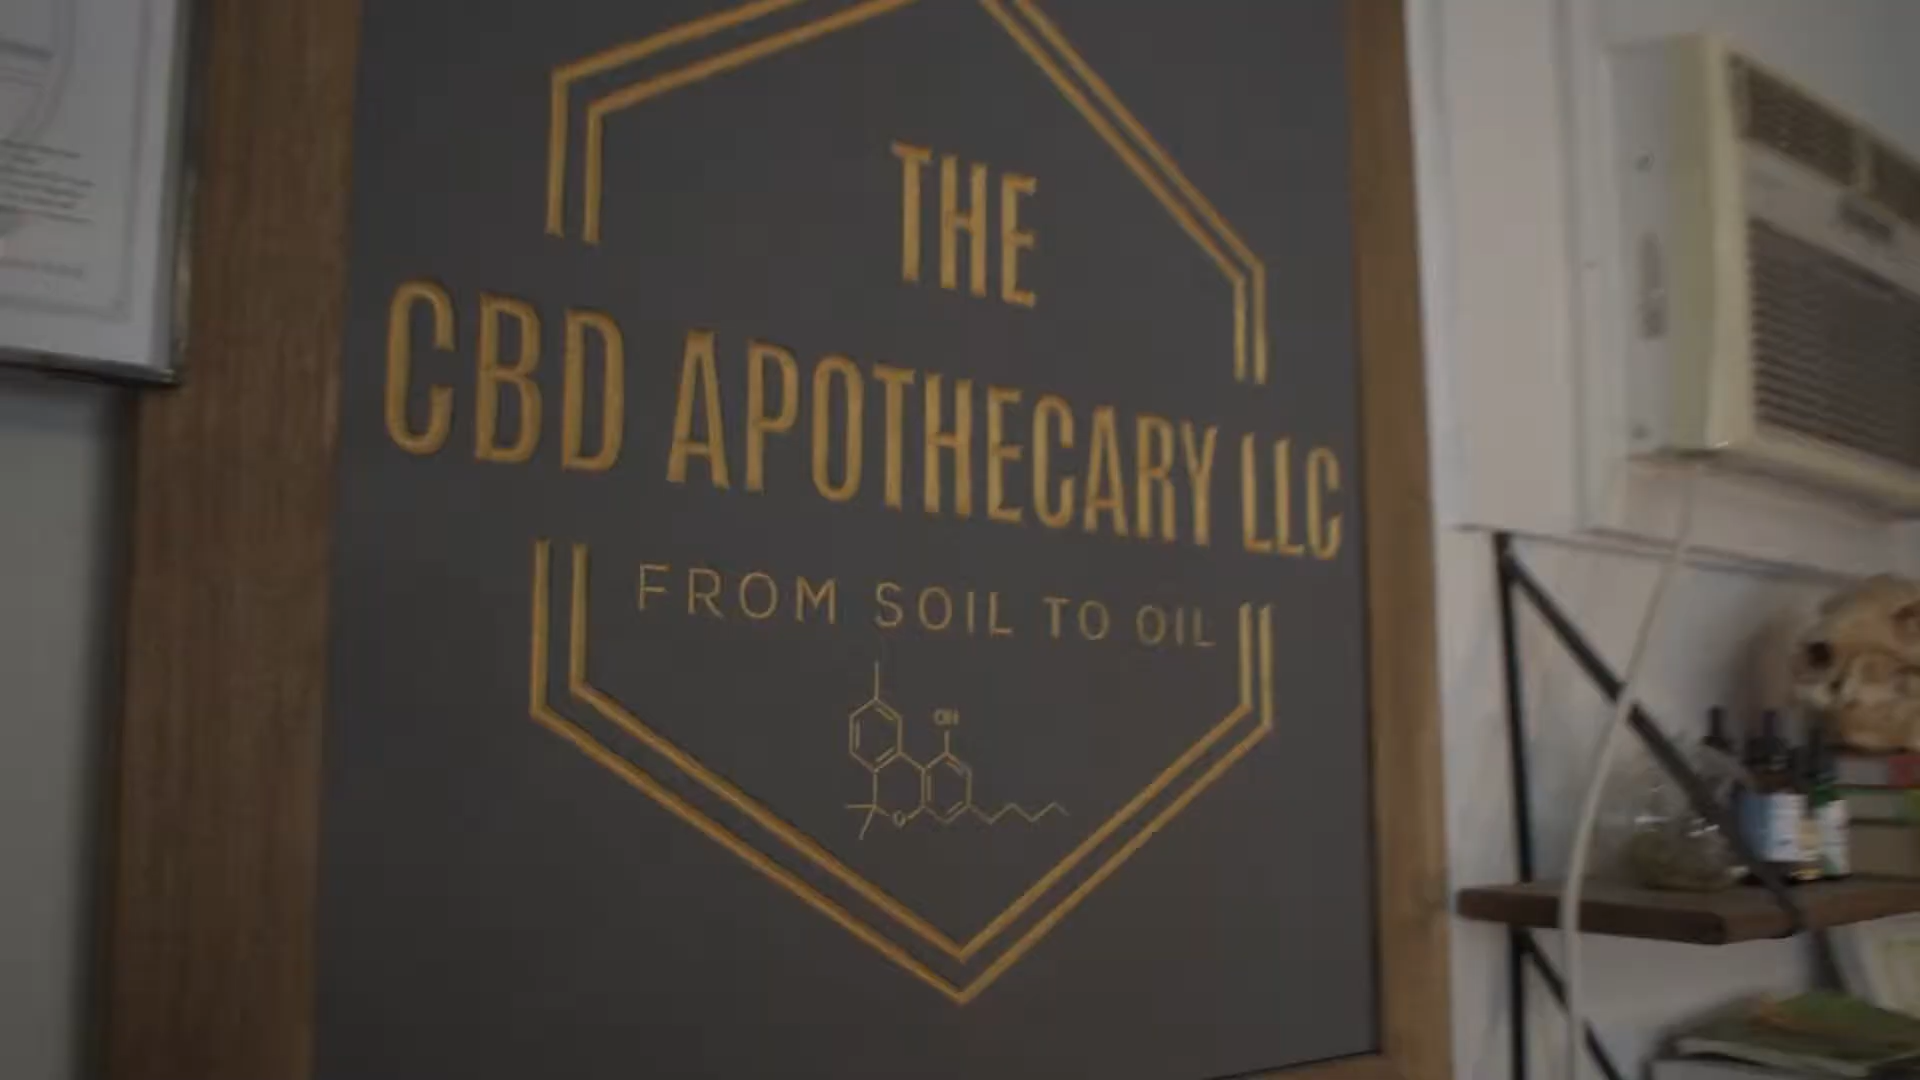 THE
CBD APOTHECARY LLC
FROM SOIL TO OIL
OH
O